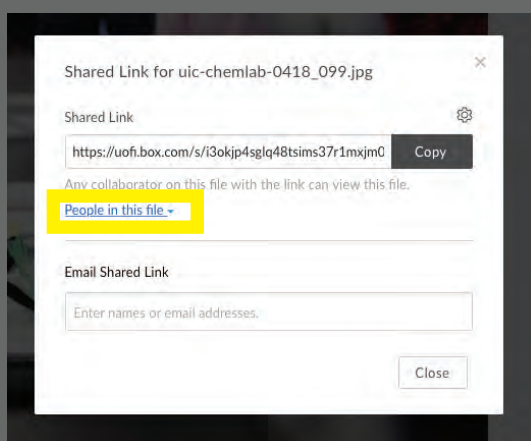 Shared Link for uic-chemlab-0418_099.jpg
Shared Link
https://uofi.box.com/s/i3okjp4sglq48tsims37r1mxjm0
Copy
Any collaborator on this file with the link can view this file.
People in this file
Email Shared Link
Enter names or email addresses.
Close